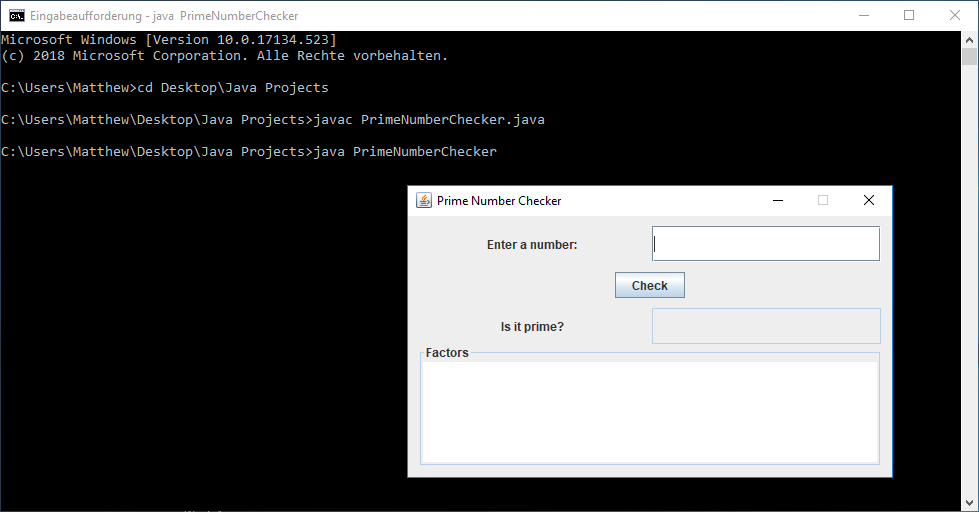 Eingabeaufforderung - java  PrimeNumberChecker
Microsoft Windows [Version 10.0.17134.523]
(c) 2018 Microsoft Corporation. Alle Rechte vorbehalten.
C:\Users\Matthew>cd Desktop\Java Projects
C:\Users\Matthew\Desktop\Java Projects>javac PrimeNumberChecker.java
C:\Users\Matthew\Desktop\Java Projects>java PrimeNumberChecker
Prime Number Checker
Enter a number:
Check
Is it prime?
Factors